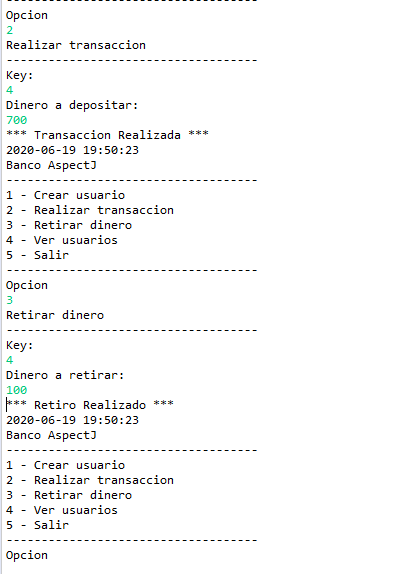 -------------------------------------
Opcion
2
Realizar transaccion
-------------------------------------
Key:
4
Dinero a depositar:
700
*** Transaccion Realizada ***
2020-06-19 19:50:23
Banco AspectJ
-------------------------------------
1 - Crear usuario
2 - Realizar transaccion
3 - Retirar dinero
4 - Ver usuarios
5 - Salir
-------------------------------------
Opcion
3
Retirar dinero
-------------------------------------
Key:
4
Dinero a retirar:
100
*** Retiro Realizado ***
2020-06-19 19:50:23
Banco AspectJ
-------------------------------------
1 - Crear usuario
2 - Realizar transaccion
3 - Retirar dinero
4 - Ver usuarios
5 - Salir
-------------------------------------
Opcion